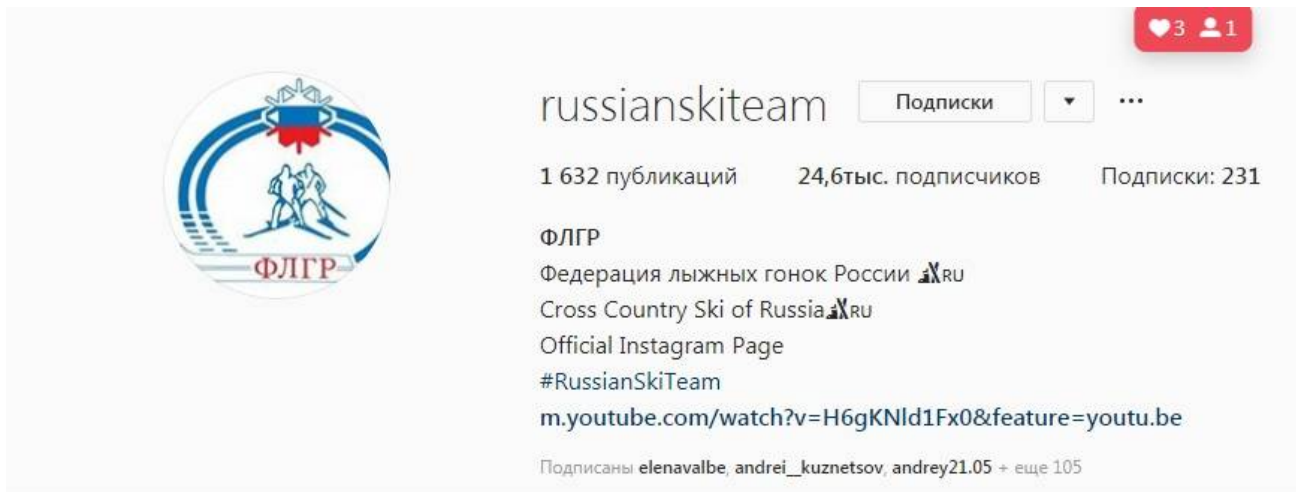 3 1
russianskiteam Подписки
1 632 публикаций 24,6тыс. подписчиков Подписки: 231
ФЛГР
ФЛГР
Федерация лыжных гонок России RU
Cross Country Ski of Russia RU
Official Instagram Page
#RussianSkiTeam
m.youtube.com/watch?v=H6gKNld1Fx0&feature=youtu.be
Подписаны elenavalbe, andrei__kuznetsov, andrey21.05 + еще 105